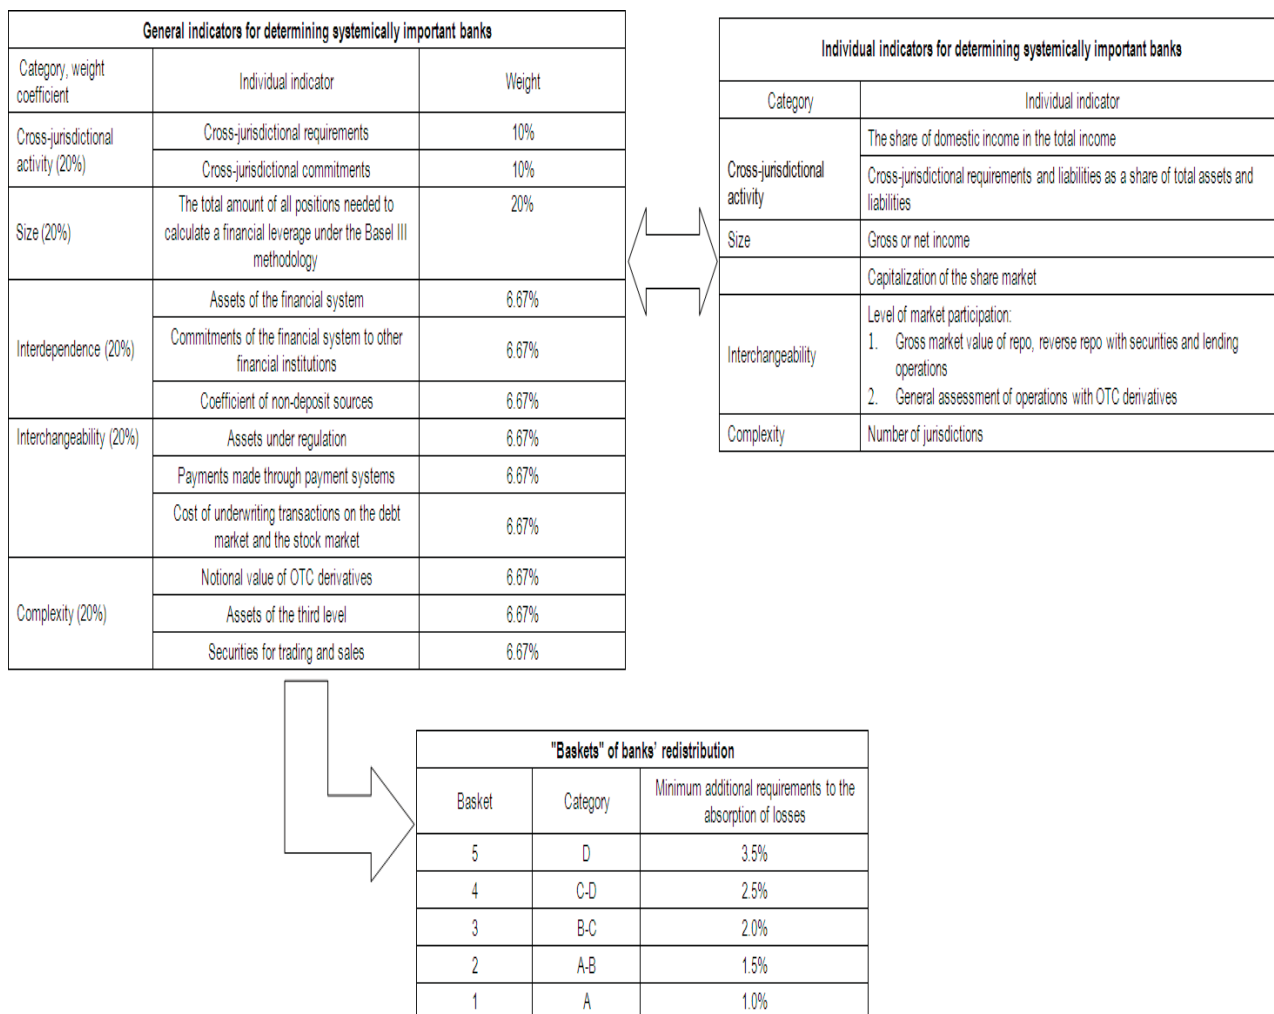 General indicators for determining systemically important banks
Category, weight
coefficient
Individual indicator
Weight
Cross-jurisdictional
activity (20%)
Cross-jurisdictional requirements
10%
Cross-jurisdictional commitments
10%
Size (20%)
The total amount of all positions needed to
calculate a financial leverage under the Basel III
methodology
20%
Interdependence (20%)
Assets of the financial system
6.67%
Commitments of the financial system to other
financial institutions
6.67%
Coefficient of non-deposit sources
6.67%
Interchangeability (20%)
Assets under regulation
6.67%
Payments made through payment systems
6.67%
Cost of underwriting transactions on the debt
market and the stock market
6.67%
Complexity (20%)
Notional value of OTC derivatives
6.67%
Assets of the third level
6.67%
Securities for trading and sales
6.67%
Individual indicators for determining systemically important banks
Category
Individual indicator
Cross-jurisdictional
activity
The share of domestic income in the total income
Cross-jurisdictional requirements and liabilities as a share of total assets and
liabilities
Size
Gross or net income
Capitalization of the share market
Interchangeability
Level of market participation:
1. Gross market value of repo, reverse repo with securities and lending
operations
2. General assessment of operations with OTC derivatives
Complexity
Number of jurisdictions
"Baskets" of banks' redistribution
Basket
Category
Minimum additional requirements to the
absorption of losses
5
D
3.5%
4
C-D
2.5%
3
B-C
2.0%
2
A-B
1.5%
1
A
1.0%